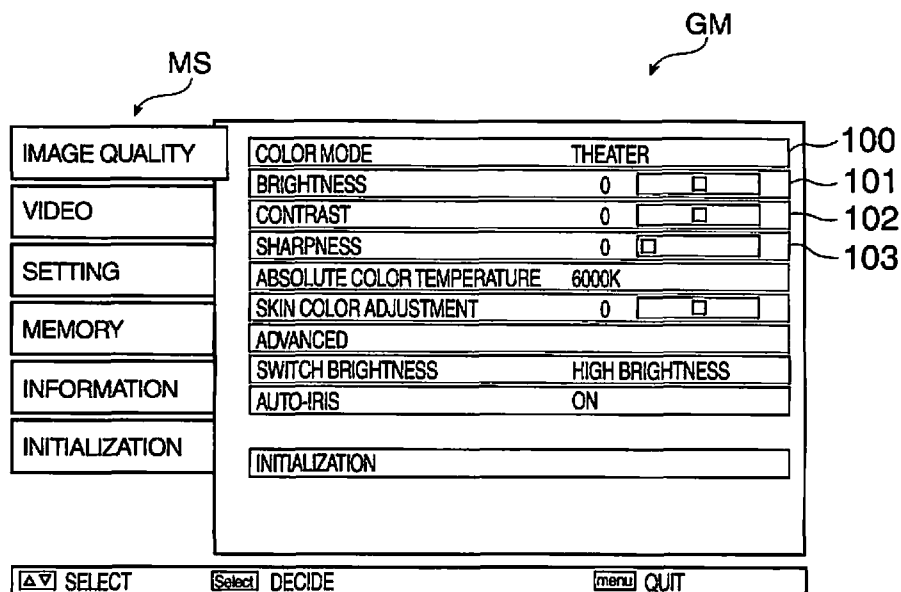 GM
MS
IMAGE QUALITY
VIDEO
SETTING
MEMORY
INFORMATION
INITIALIZATION
COLOR MODE THEATER 100
BRIGHTNESS 0 101
CONTRAST 0 102
SHARPNESS 0 103
ABSOLUTE COLOR TEMPERATURE 6000K
SKIN COLOR ADJUSTMENT 0
ADVANCED
SWITCH BRIGHTNESS HIGH BRIGHTNESS
AUTO-IRIS ON
INITIALIZATION
△▽ SELECT Select DECIDE menu QUIT